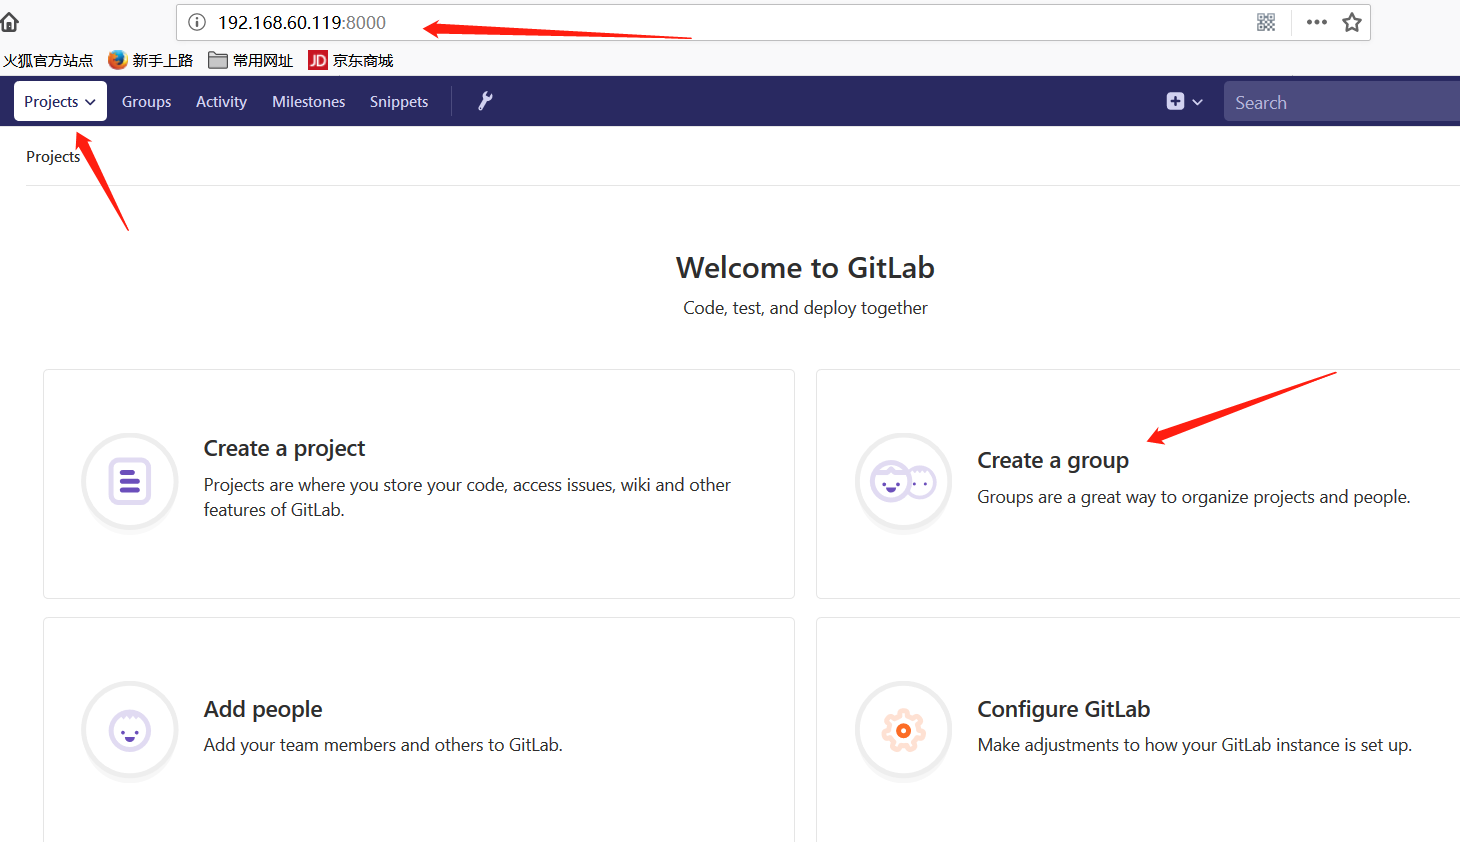 192.168.60.119:8000
火狐官方站点 新手上路 常用网址 JD 京东商城
Projects Groups Activity Milestones Snippets Search
Projects
Welcome to GitLab
Code, test, and deploy together
Create a project
Projects are where you store your code, access issues, wiki and other
features of GitLab.
Create a group
Groups are a great way to organize projects and people.
Add people
Add your team members and others to GitLab.
Configure GitLab
Make adjustments to how your GitLab instance is set up.